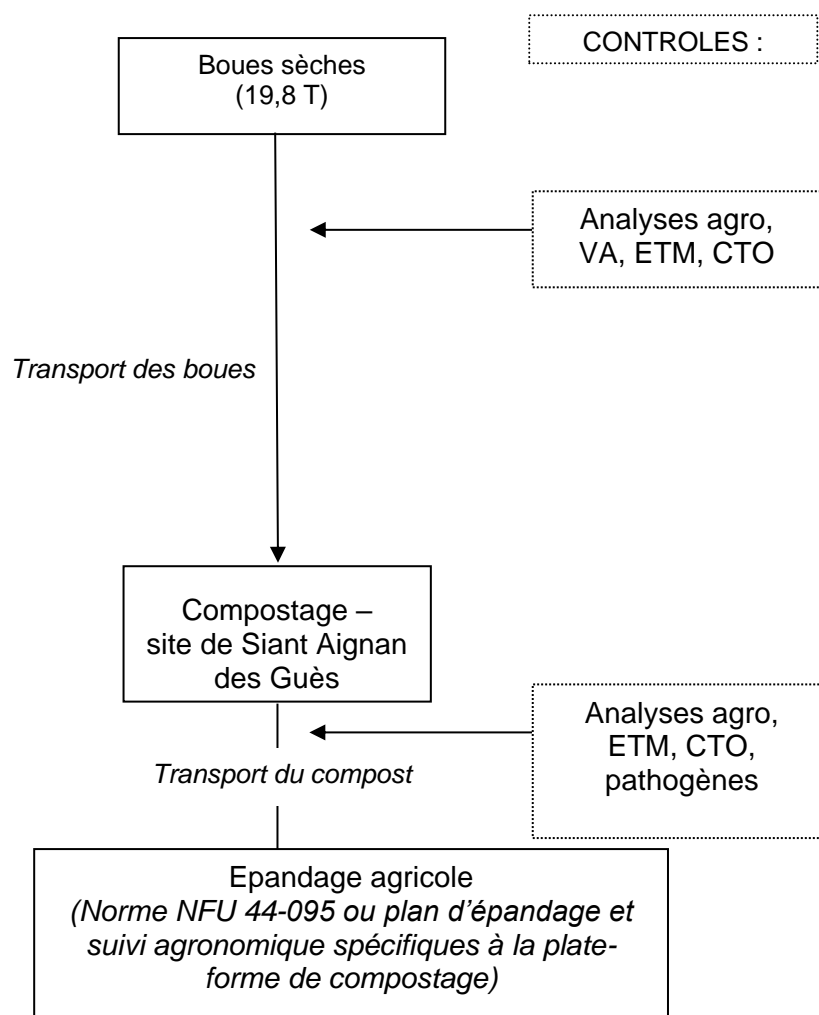 CONTROLES :
Boues sèches
(19,8 T)
Analyses agro,
VA, ETM, CTO
Transport des boues
Compostage –
site de Siant Aignan
des Guès
Analyses agro,
ETM, CTO,
pathogènes
Transport du compost
Epandage agricole
(Norme NFU 44-095 ou plan d’épandage et
suivi agronomique spécifiques à la plate-
forme de compostage)